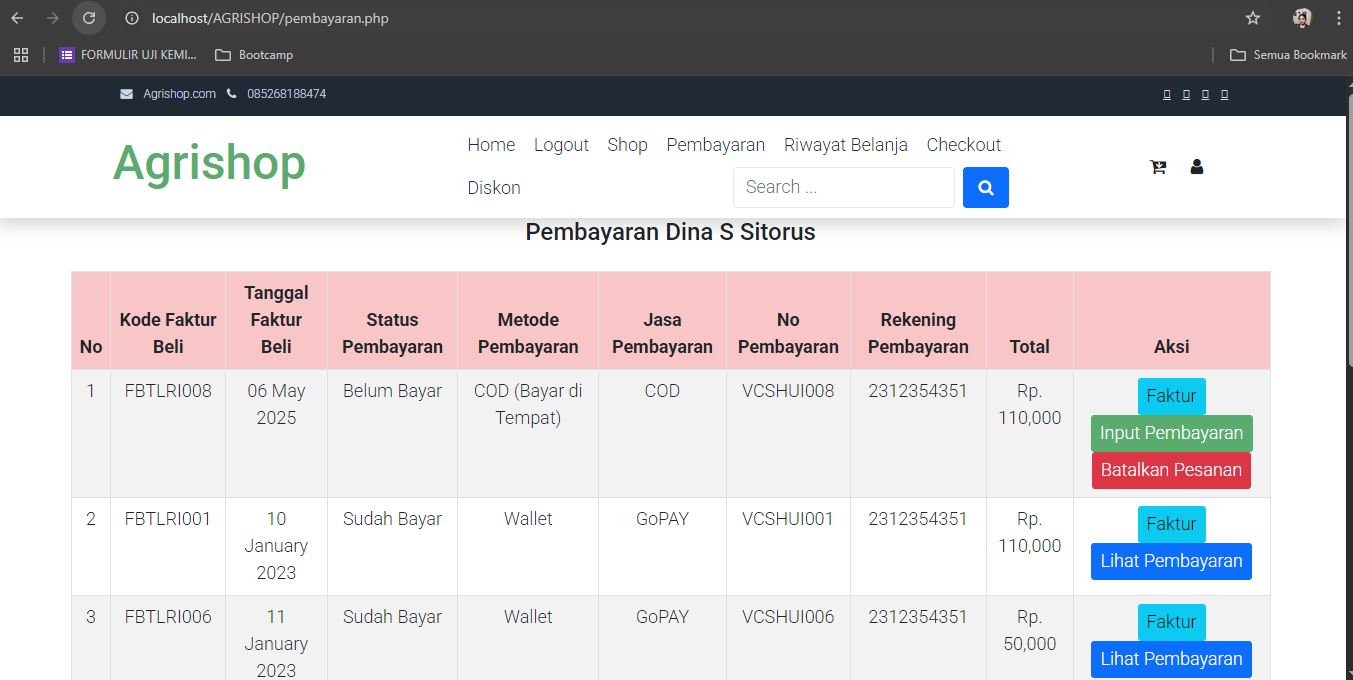 localhost/AGRISHOP/pembayaran.php
FORMULIR UJI KEMI...
Bootcamp
Semua Bookmark
Agrishop.com 085268188474
Agrishop
Home Logout Shop Pembayaran Riwayat Belanja Checkout
Diskon
Search ...
Pembayaran Dina S Sitorus
No
Kode Faktur
Beli
Tanggal
Faktur
Beli
Status
Pembayaran
Metode
Pembayaran
Jasa
Pembayaran
No
Pembayaran
Rekening
Pembayaran
Total
Aksi
1
FBTLRI008
06 May
2025
Belum Bayar
COD (Bayar di
Tempat)
COD
VCSHUI008
2312354351
Rp.
110,000
Faktur
Input Pembayaran
Batalkan Pesanan
2
FBTLRI001
10
January
2023
Sudah Bayar
Wallet
GoPAY
VCSHUI001
2312354351
Rp.
110,000
Faktur
Lihat Pembayaran
3
FBTLRI006
11
January
2023
Sudah Bayar
Wallet
GoPAY
VCSHUI006
2312354351
Rp.
50,000
Faktur
Lihat Pembayaran